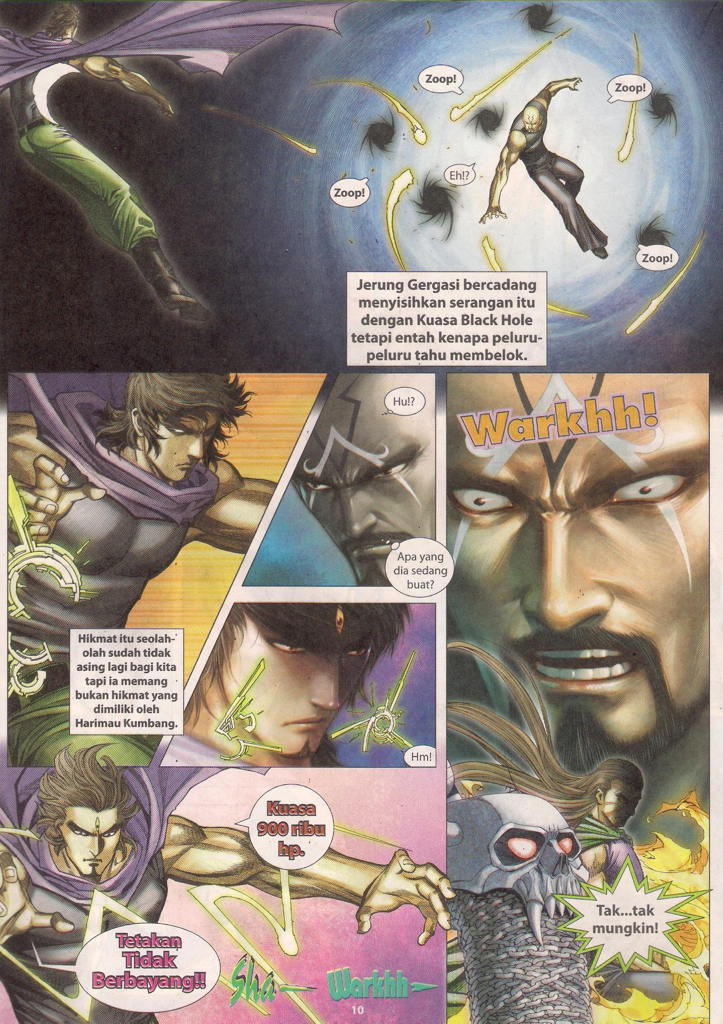 Zoop!
Zoop!
Eh!?
Zoop!
Zoop!
Jerung Gergasi bercadang
menyisihkan serangan itu
dengan Kuasa Black Hole
tetapi entah kenapa peluru-
peluru tahu membelok.
Hu!?
Apa yang
dia sedang
buat?
Warkhh!
Hikmat itu seolah-
olah sudah tidak
asing lagi bagi kita
tapi ia memang
bukan hikmat yang
dimiliki oleh
Harimau Kumbang.
Hm!
Kuasa
900 ribu
hp.
Tetakan
Tidak
Berbayang!!
Sha
Warkhh
Tak...tak
mungkin!
10